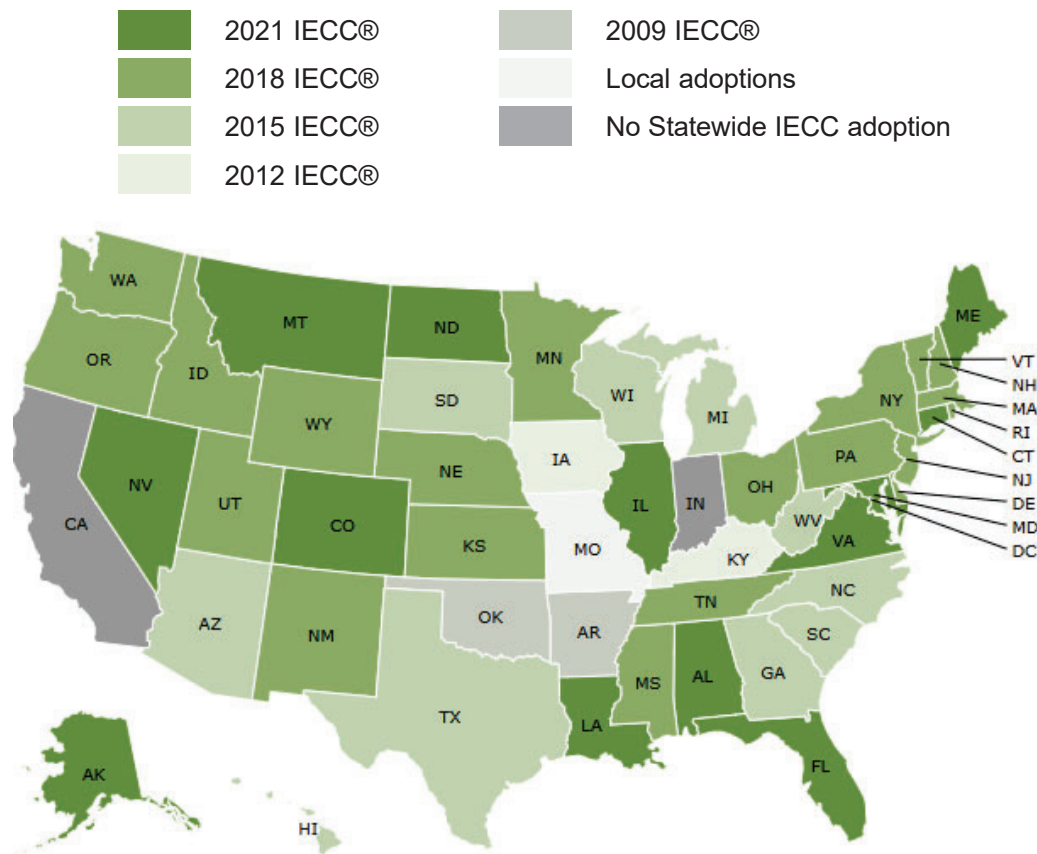 2021 IECC®
2018 IECC®
2015 IECC®
2012 IECC®
2009 IECC®
Local adoptions
No Statewide IECC adoption
WA
MT
ND
ME
OR
ID
MN
VT
NH
SD
WI
MI
NY
MA
WY
RI
PA
CT
NE
IA
NJ
NV
UT
OH
DE
CA
CO
IL
IN
WV
MD
KS
MO
VA
DC
KY
NC
AZ
NM
OK
AR
TN
SC
MS
AL
GA
TX
LA
FL
AK
HI